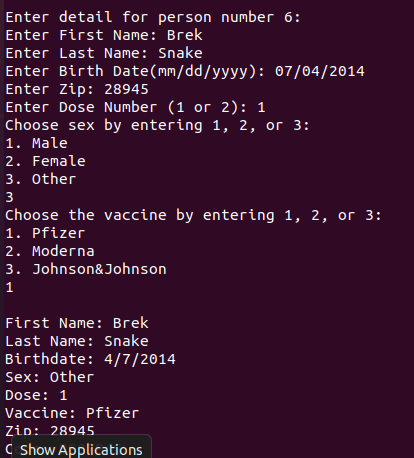 Enter detail for person number 6:
Enter First Name: Brek
Enter Last Name: Snake
Enter Birth Date(mm/dd/yyyy): 07/04/2014
Enter Zip: 28945
Enter Dose Number (1 or 2): 1
Choose sex by entering 1, 2, or 3:
1. Male
2. Female
3. Other
3
Choose the vaccine by entering 1, 2, or 3:
1. Pfizer
2. Moderna
3. Johnson&Johnson
1

First Name: Brek
Last Name: Snake
Birthdate: 4/7/2014
Sex: Other
Dose: 1
Vaccine: Pfizer
Zip: 28945
Show Applications